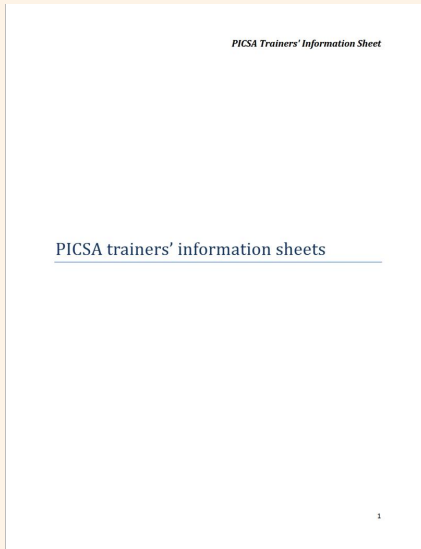 PICSA Trainers' Information Sheet
PICSA trainers’ information sheets
1